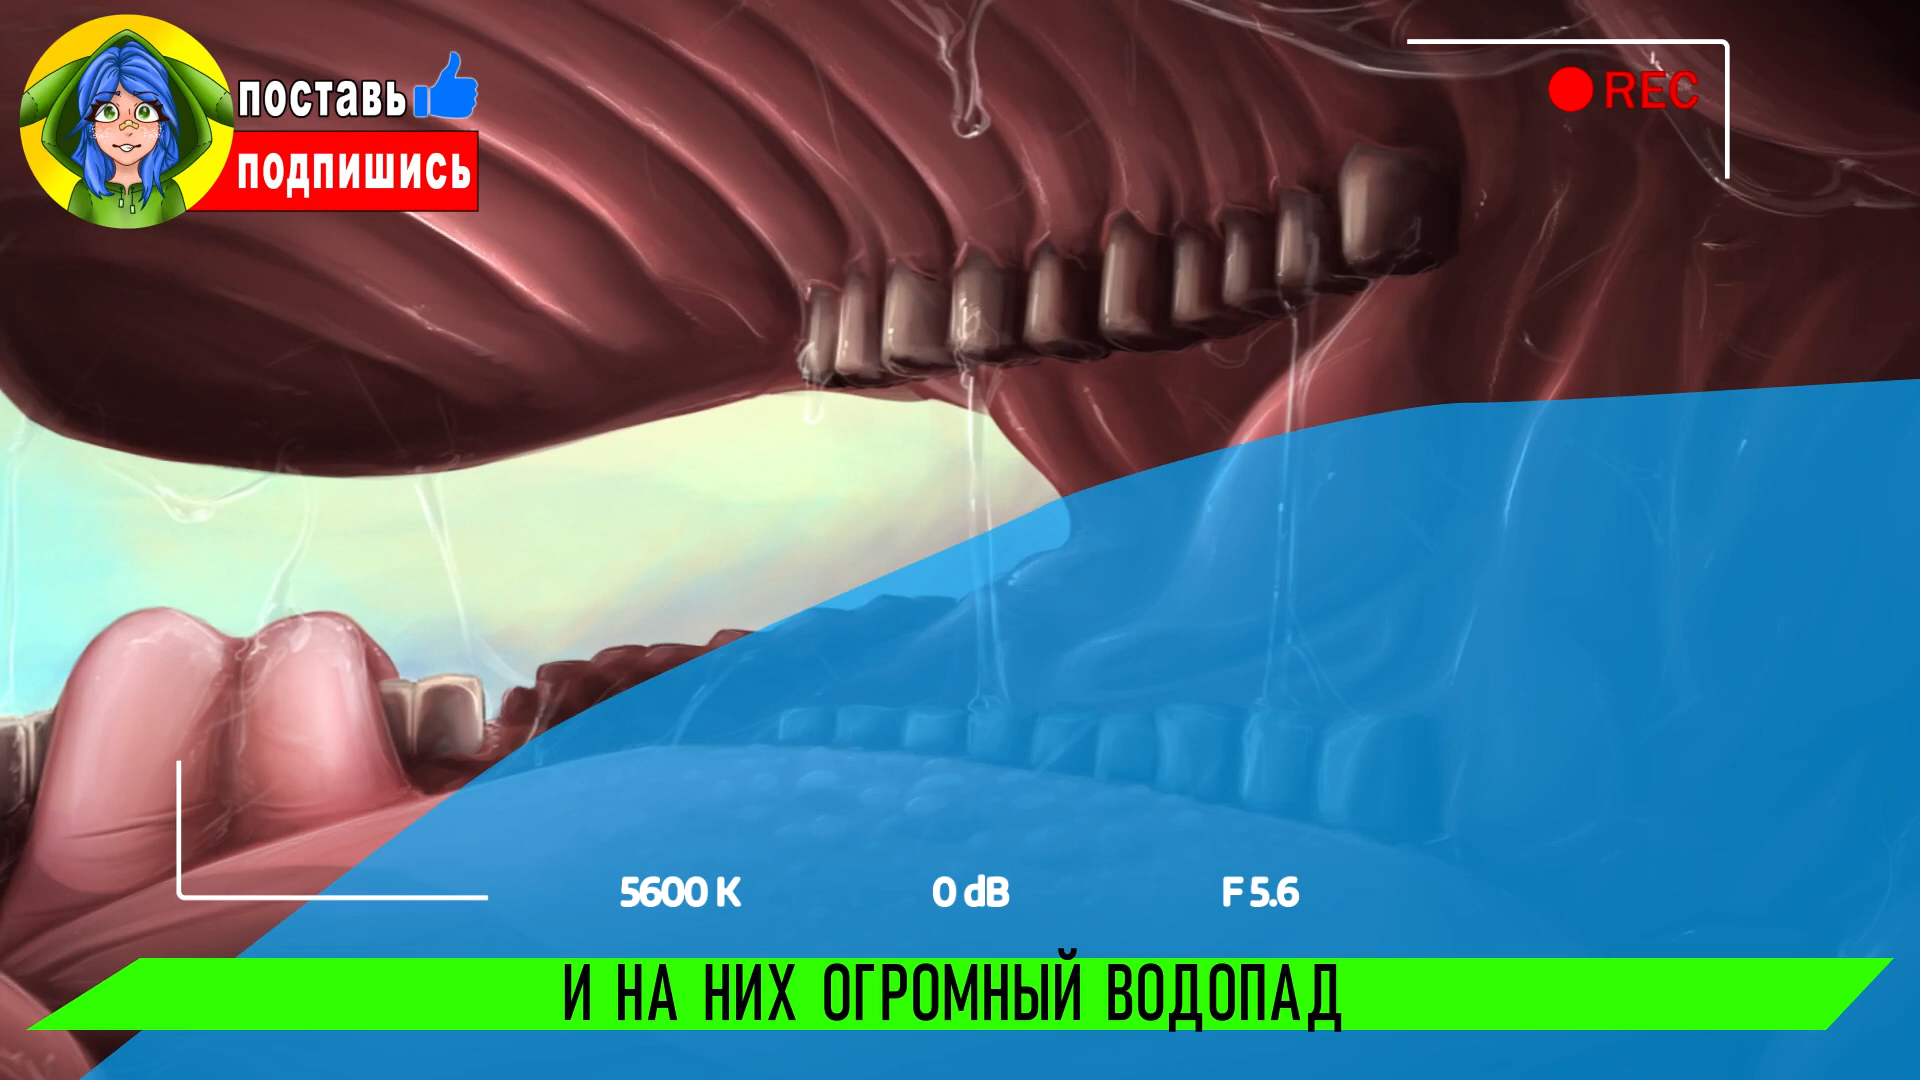 поставь
ПОДПИШИСЬ
REC
5600 K
0 dB
F 5.6
И НА НИХ ОГРОМНЫЙ ВОДОПАД